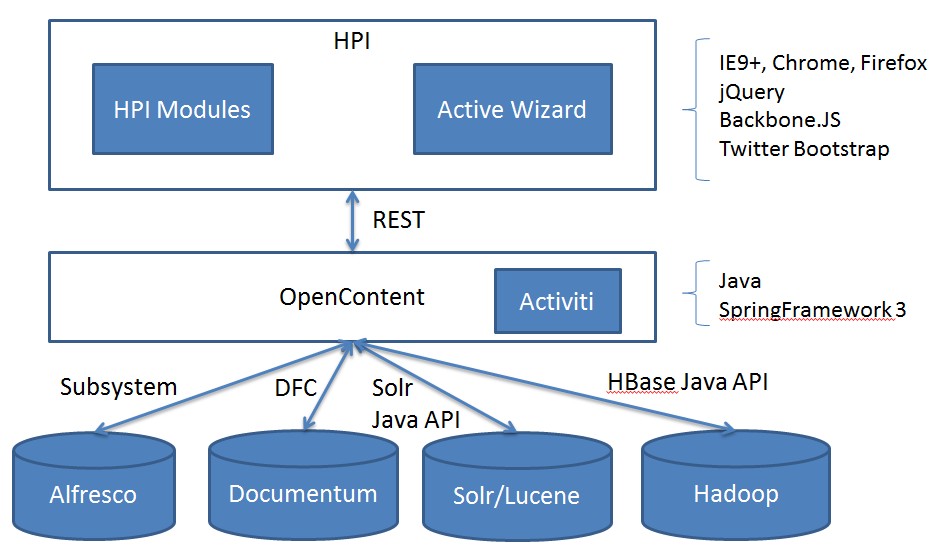 HPI
HPI Modules
Active Wizard
IE9+, Chrome, Firefox
jQuery
Backbone.JS
Twitter Bootstrap
REST
OpenContent
Activiti
Java
SpringFramework 3
Subsystem
DFC
Solr
Java API
HBase Java API
Alfresco
Documentum
Solr/Lucene
Hadoop